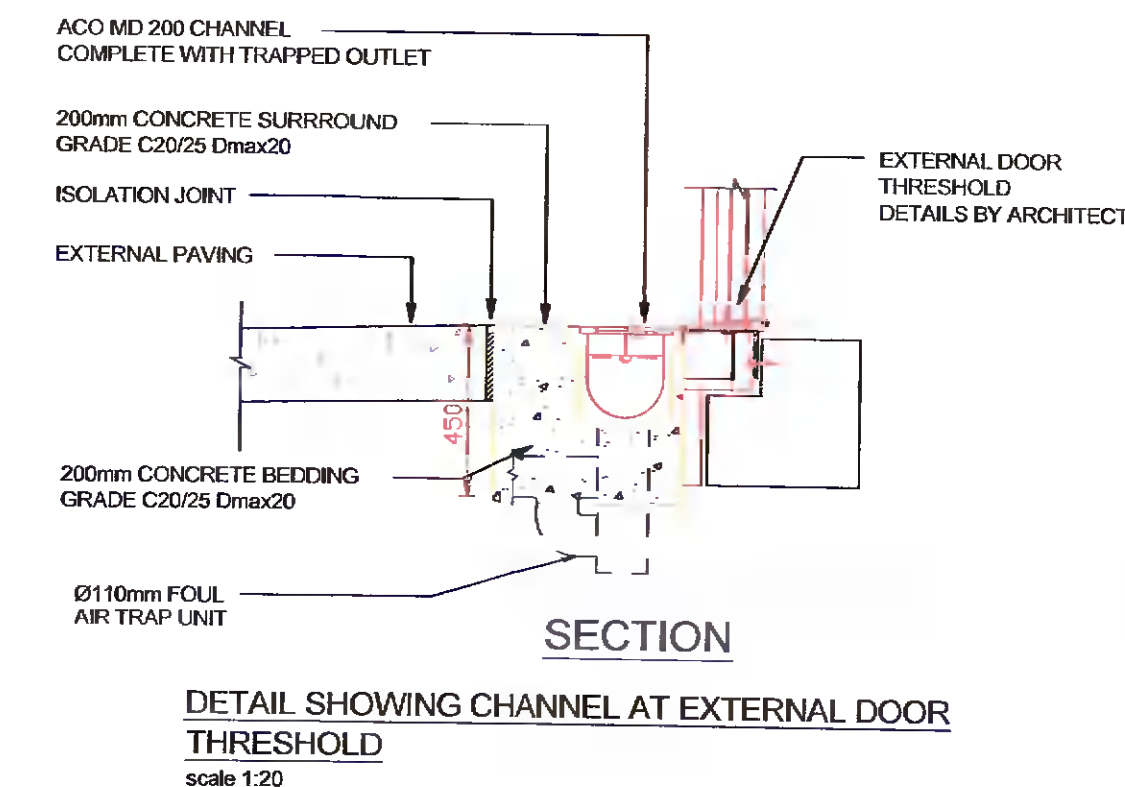 ACO MD 200 CHANNEL
COMPLETE WITH TRAPPED OUTLET
200mm CONCRETE SURRROUND
GRADE C20/25 Dmax20
ISOLATION JOINT
EXTERNAL PAVING
EXTERNAL DOOR
THRESHOLD
DETAILS BY ARCHITECT
450
200mm CONCRETE BEDDING
GRADE C20/25 Dmax20
Ø110mm FOUL
AIR TRAP UNIT
SECTION
DETAIL SHOWING CHANNEL AT EXTERNAL DOOR
THRESHOLD
scale 1:20